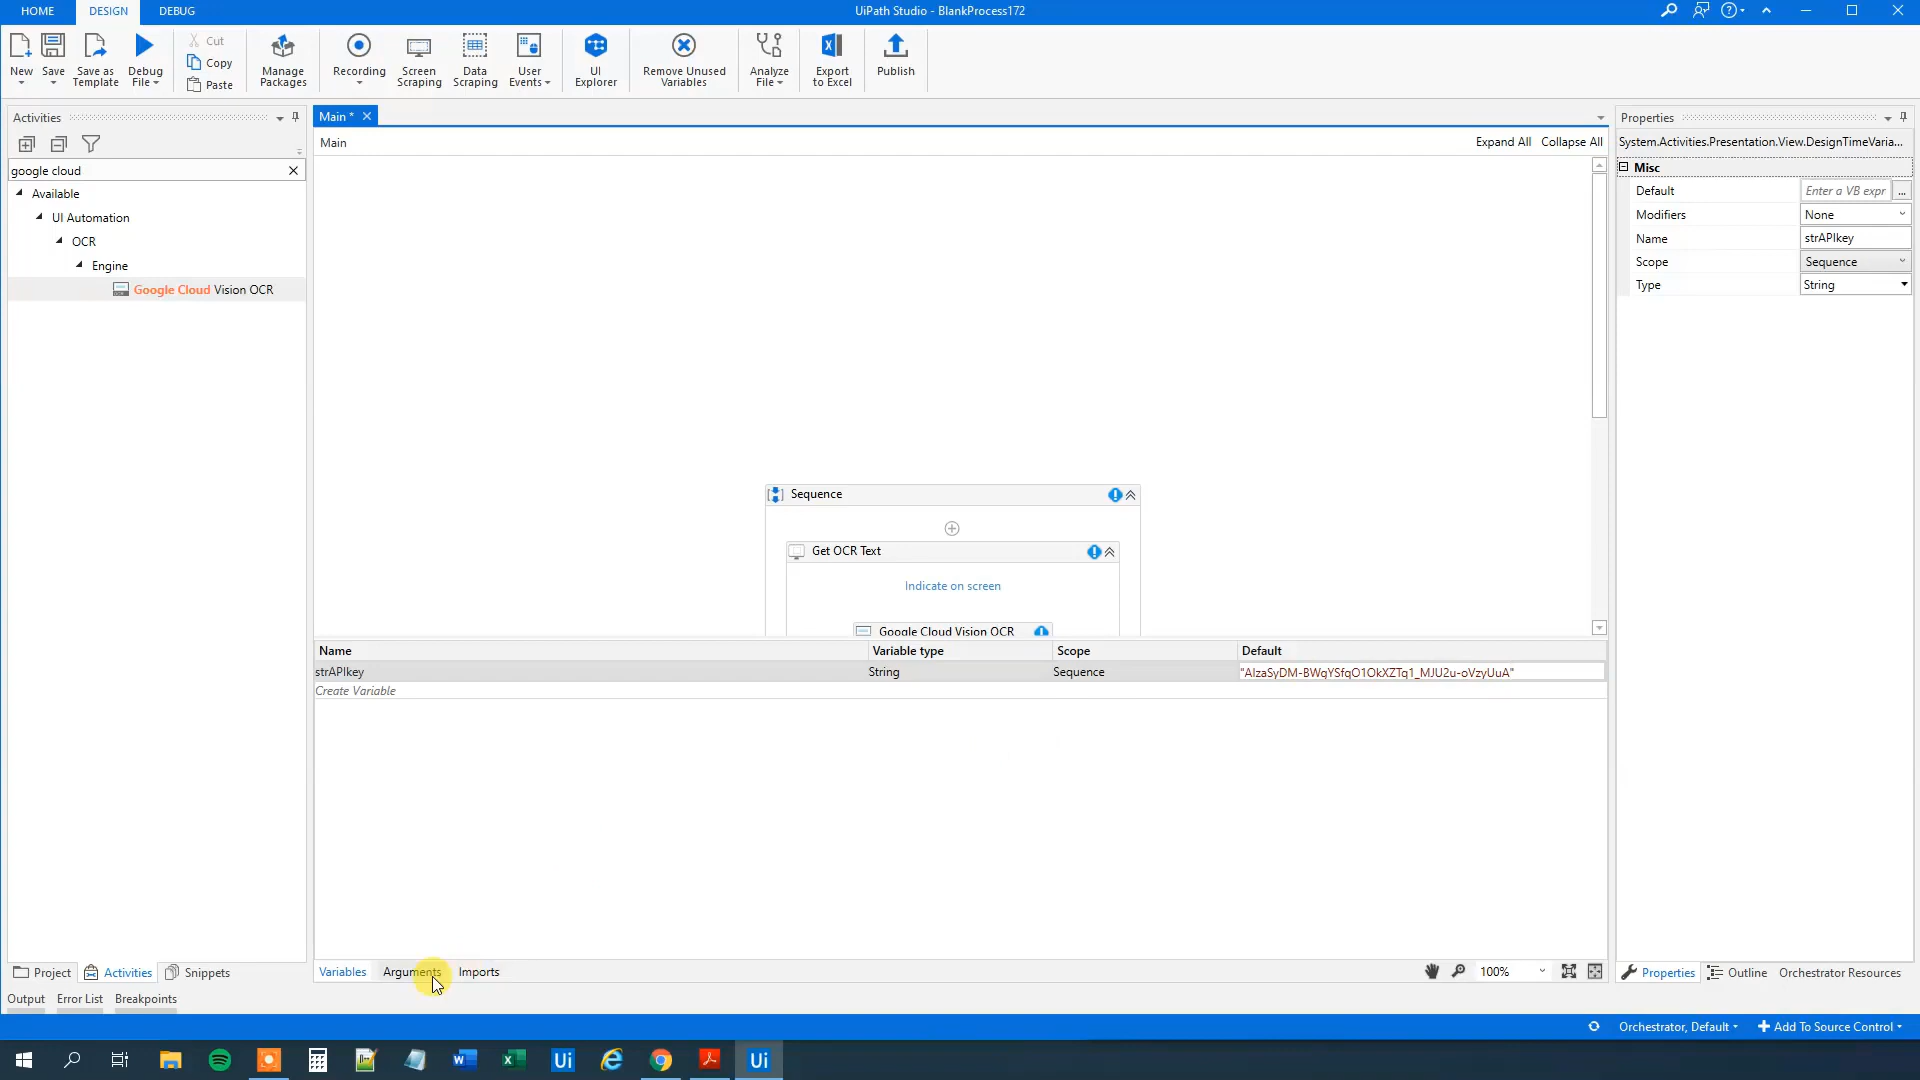 HOME DESIGN DEBUG UiPath Studio - BlankProcess172
New Save Save as Template Debug File Cut Copy Paste Manage Packages Recording Screen Scraping Data Scraping User Events UI Explorer Remove Unused Variables Analyze File Export to Excel Publish
Activities
google cloud
Available
UI Automation
OCR
Engine
Google Cloud Vision OCR
Main *
Main Expand All Collapse All
Sequence
Get OCR Text
Indicate on screen
Google Cloud Vision OCR
Name Variable type Scope Default
strAPIkey String Sequence "AIzaSyDM-BWqYSfqO1OkXZTq1_MJU2u-oVzyUuA"
Create Variable
Variables Arguments Imports 100%
Properties
System.Activities.Presentation.View.DesignTimeVaria...
Misc
Default Enter a VB expr ...
Modifiers None
Name strAPIkey
Scope Sequence
Type String
Project Activities Snippets
Properties Outline Orchestrator Resources
Output Error List Breakpoints
Orchestrator, Default Add To Source Control